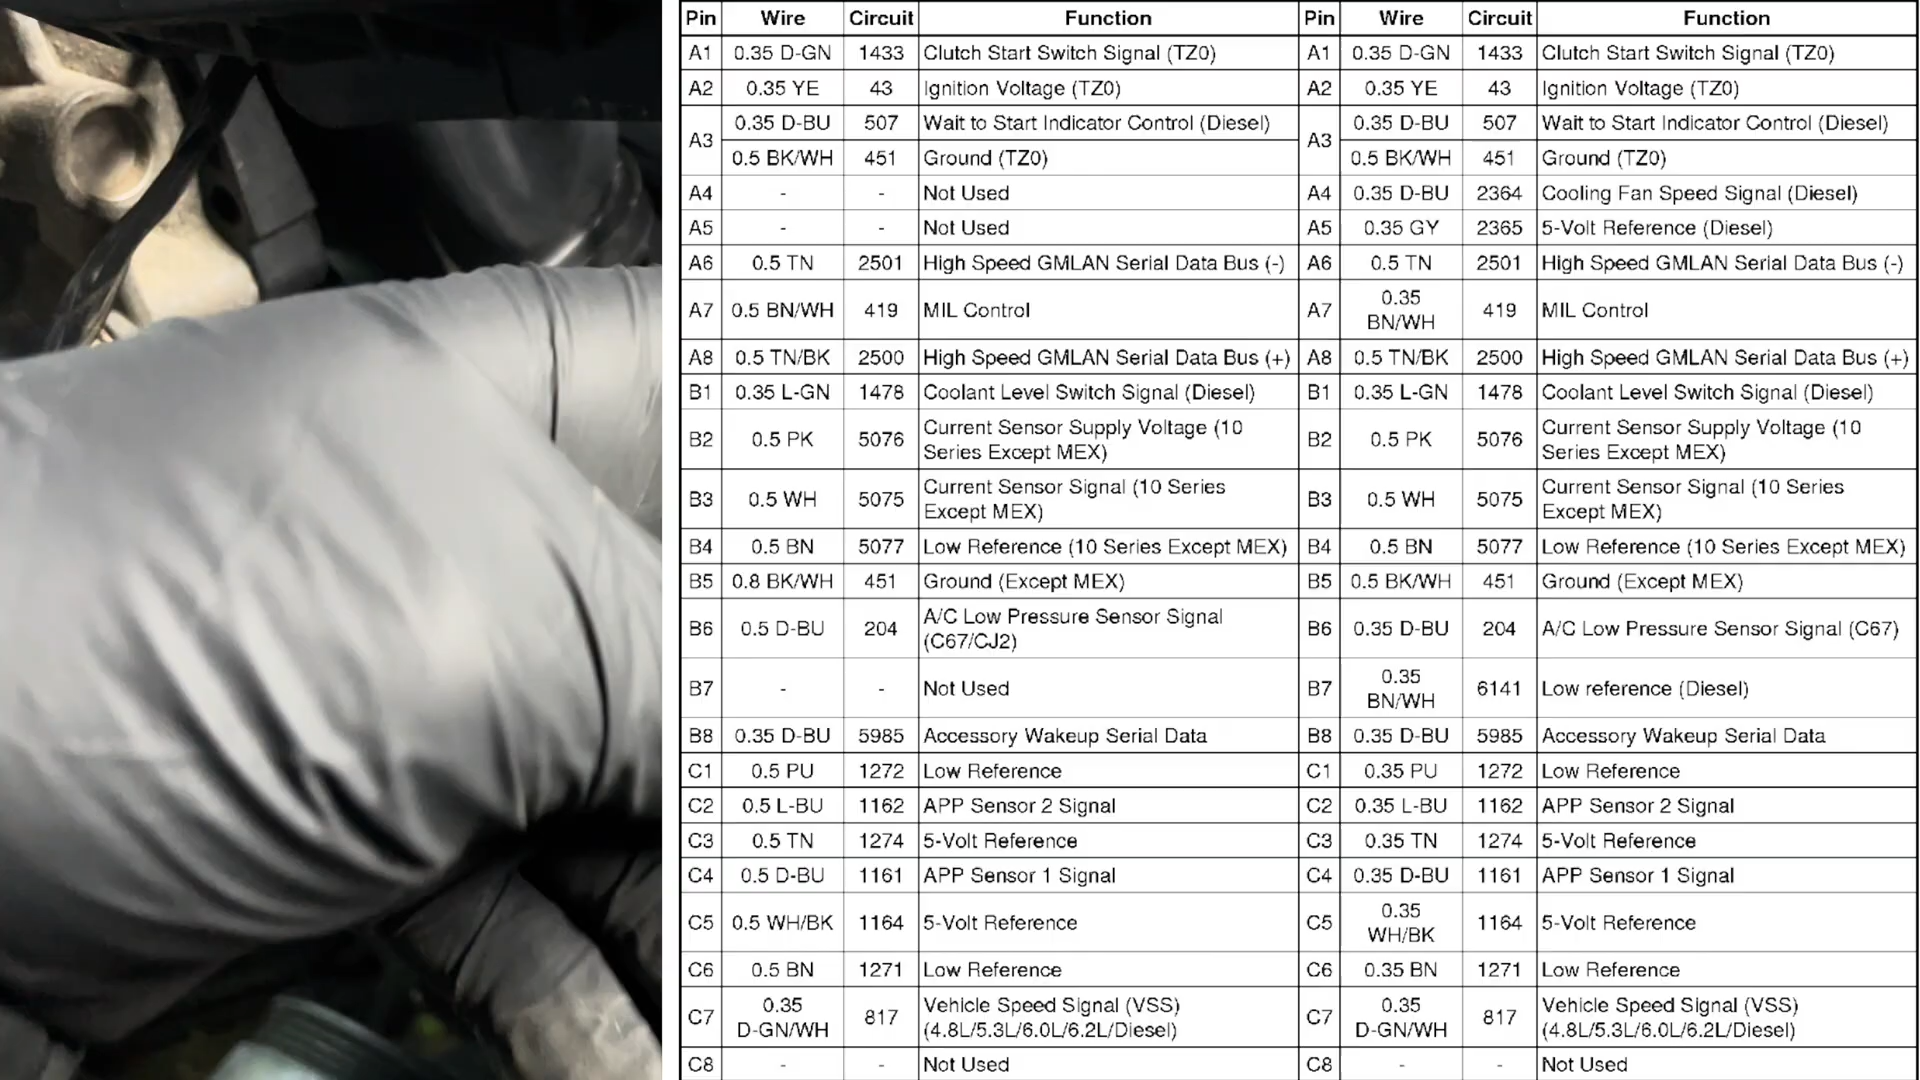 Pin Wire Circuit Function Pin Wire Circuit Function
A1 0.35 D-GN 1433 Clutch Start Switch Signal (TZ0) A1 0.35 D-GN 1433 Clutch Start Switch Signal (TZ0)
A2 0.35 YE 43 Ignition Voltage (TZ0) A2 0.35 YE 43 Ignition Voltage (TZ0)
A3 0.35 D-BU 507 Wait to Start Indicator Control (Diesel) A3 0.35 D-BU 507 Wait to Start Indicator Control (Diesel)
0.5 BK/WH 451 Ground (TZ0) 0.5 BK/WH 451 Ground (TZ0)
A4 - - Not Used A4 0.35 D-BU 2364 Cooling Fan Speed Signal (Diesel)
A5 - - Not Used A5 0.35 GY 2365 5-Volt Reference (Diesel)
A6 0.5 TN 2501 High Speed GMLAN Serial Data Bus (-) A6 0.5 TN 2501 High Speed GMLAN Serial Data Bus (-)
A7 0.5 BN/WH 419 MIL Control A7 0.35 BN/WH 419 MIL Control
A8 0.5 TN/BK 2500 High Speed GMLAN Serial Data Bus (+) A8 0.5 TN/BK 2500 High Speed GMLAN Serial Data Bus (+)
B1 0.35 L-GN 1478 Coolant Level Switch Signal (Diesel) B1 0.35 L-GN 1478 Coolant Level Switch Signal (Diesel)
B2 0.5 PK 5076 Current Sensor Supply Voltage (10 Series Except MEX) B2 0.5 PK 5076 Current Sensor Supply Voltage (10 Series Except MEX)
B3 0.5 WH 5075 Current Sensor Signal (10 Series Except MEX) B3 0.5 WH 5075 Current Sensor Signal (10 Series Except MEX)
B4 0.5 BN 5077 Low Reference (10 Series Except MEX) B4 0.5 BN 5077 Low Reference (10 Series Except MEX)
B5 0.8 BK/WH 451 Ground (Except MEX) B5 0.5 BK/WH 451 Ground (Except MEX)
B6 0.5 D-BU 204 A/C Low Pressure Sensor Signal (C67/CJ2) B6 0.35 D-BU 204 A/C Low Pressure Sensor Signal (C67)
B7 - - Not Used B7 0.35 BN/WH 6141 Low reference (Diesel)
B8 0.35 D-BU 5985 Accessory Wakeup Serial Data B8 0.35 D-BU 5985 Accessory Wakeup Serial Data
C1 0.5 PU 1272 Low Reference C1 0.35 PU 1272 Low Reference
C2 0.5 L-BU 1162 APP Sensor 2 Signal C2 0.35 L-BU 1162 APP Sensor 2 Signal
C3 0.5 TN 1274 5-Volt Reference C3 0.35 TN 1274 5-Volt Reference
C4 0.5 D-BU 1161 APP Sensor 1 Signal C4 0.35 D-BU 1161 APP Sensor 1 Signal
C5 0.5 WH/BK 1164 5-Volt Reference C5 0.35 WH/BK 1164 5-Volt Reference
C6 0.5 BN 1271 Low Reference C6 0.35 BN 1271 Low Reference
C7 0.35 D-GN/WH 817 Vehicle Speed Signal (VSS) (4.8L/5.3L/6.0L/6.2L/Diesel) C7 0.35 D-GN/WH 817 Vehicle Speed Signal (VSS) (4.8L/5.3L/6.0L/6.2L/Diesel)
C8 - - Not Used C8 - - Not Used